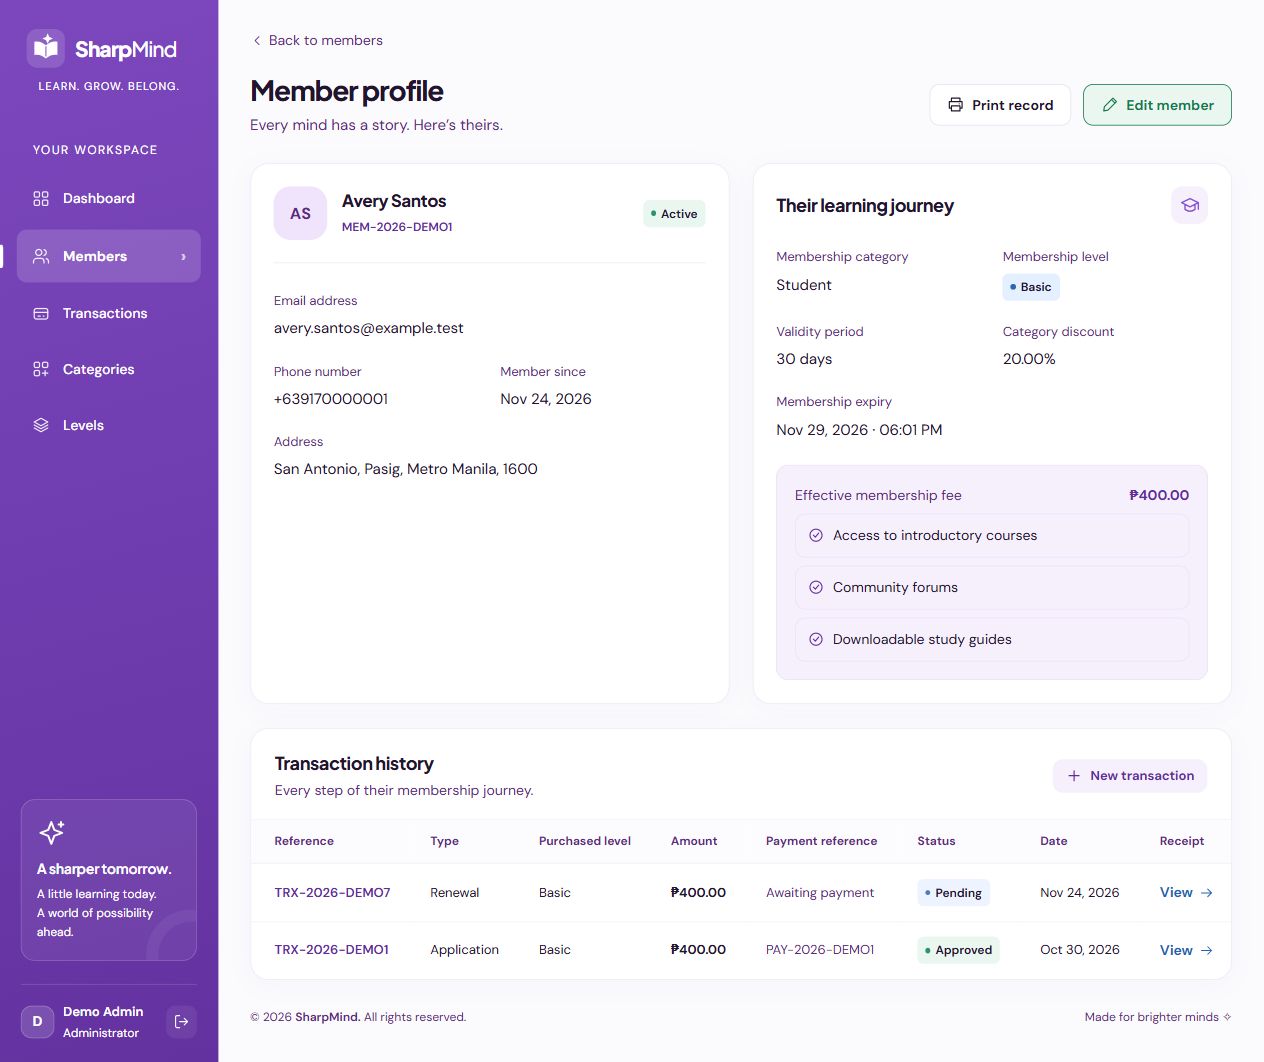 SharpMind
LEARN. GROW. BELONG.
YOUR WORKSPACE
Dashboard
Members
Transactions
Categories
Levels
A sharper tomorrow.
A little learning today.
A world of possibility
ahead.
D
Demo Admin
Administrator
Back to members
Member profile
Every mind has a story. Here’s theirs.
Print record
Edit member
AS
Avery Santos
MEM-2026-DEMO1
Active
Email address
avery.santos@example.test
Phone number
+639170000001
Member since
Nov 24, 2026
Address
San Antonio, Pasig, Metro Manila, 1600
Their learning journey
Membership category
Student
Membership level
Basic
Validity period
30 days
Category discount
20.00%
Membership expiry
Nov 29, 2026 · 06:01 PM
Effective membership fee ₱400.00
Access to introductory courses
Community forums
Downloadable study guides
Transaction history
Every step of their membership journey.
New transaction
Reference Type Purchased level Amount Payment reference Status Date Receipt
TRX-2026-DEMO7 Renewal Basic ₱400.00 Awaiting payment Pending Nov 24, 2026 View →
TRX-2026-DEMO1 Application Basic ₱400.00 PAY-2026-DEMO1 Approved Oct 30, 2026 View →
© 2026 SharpMind. All rights reserved.
Made for brighter minds ✧